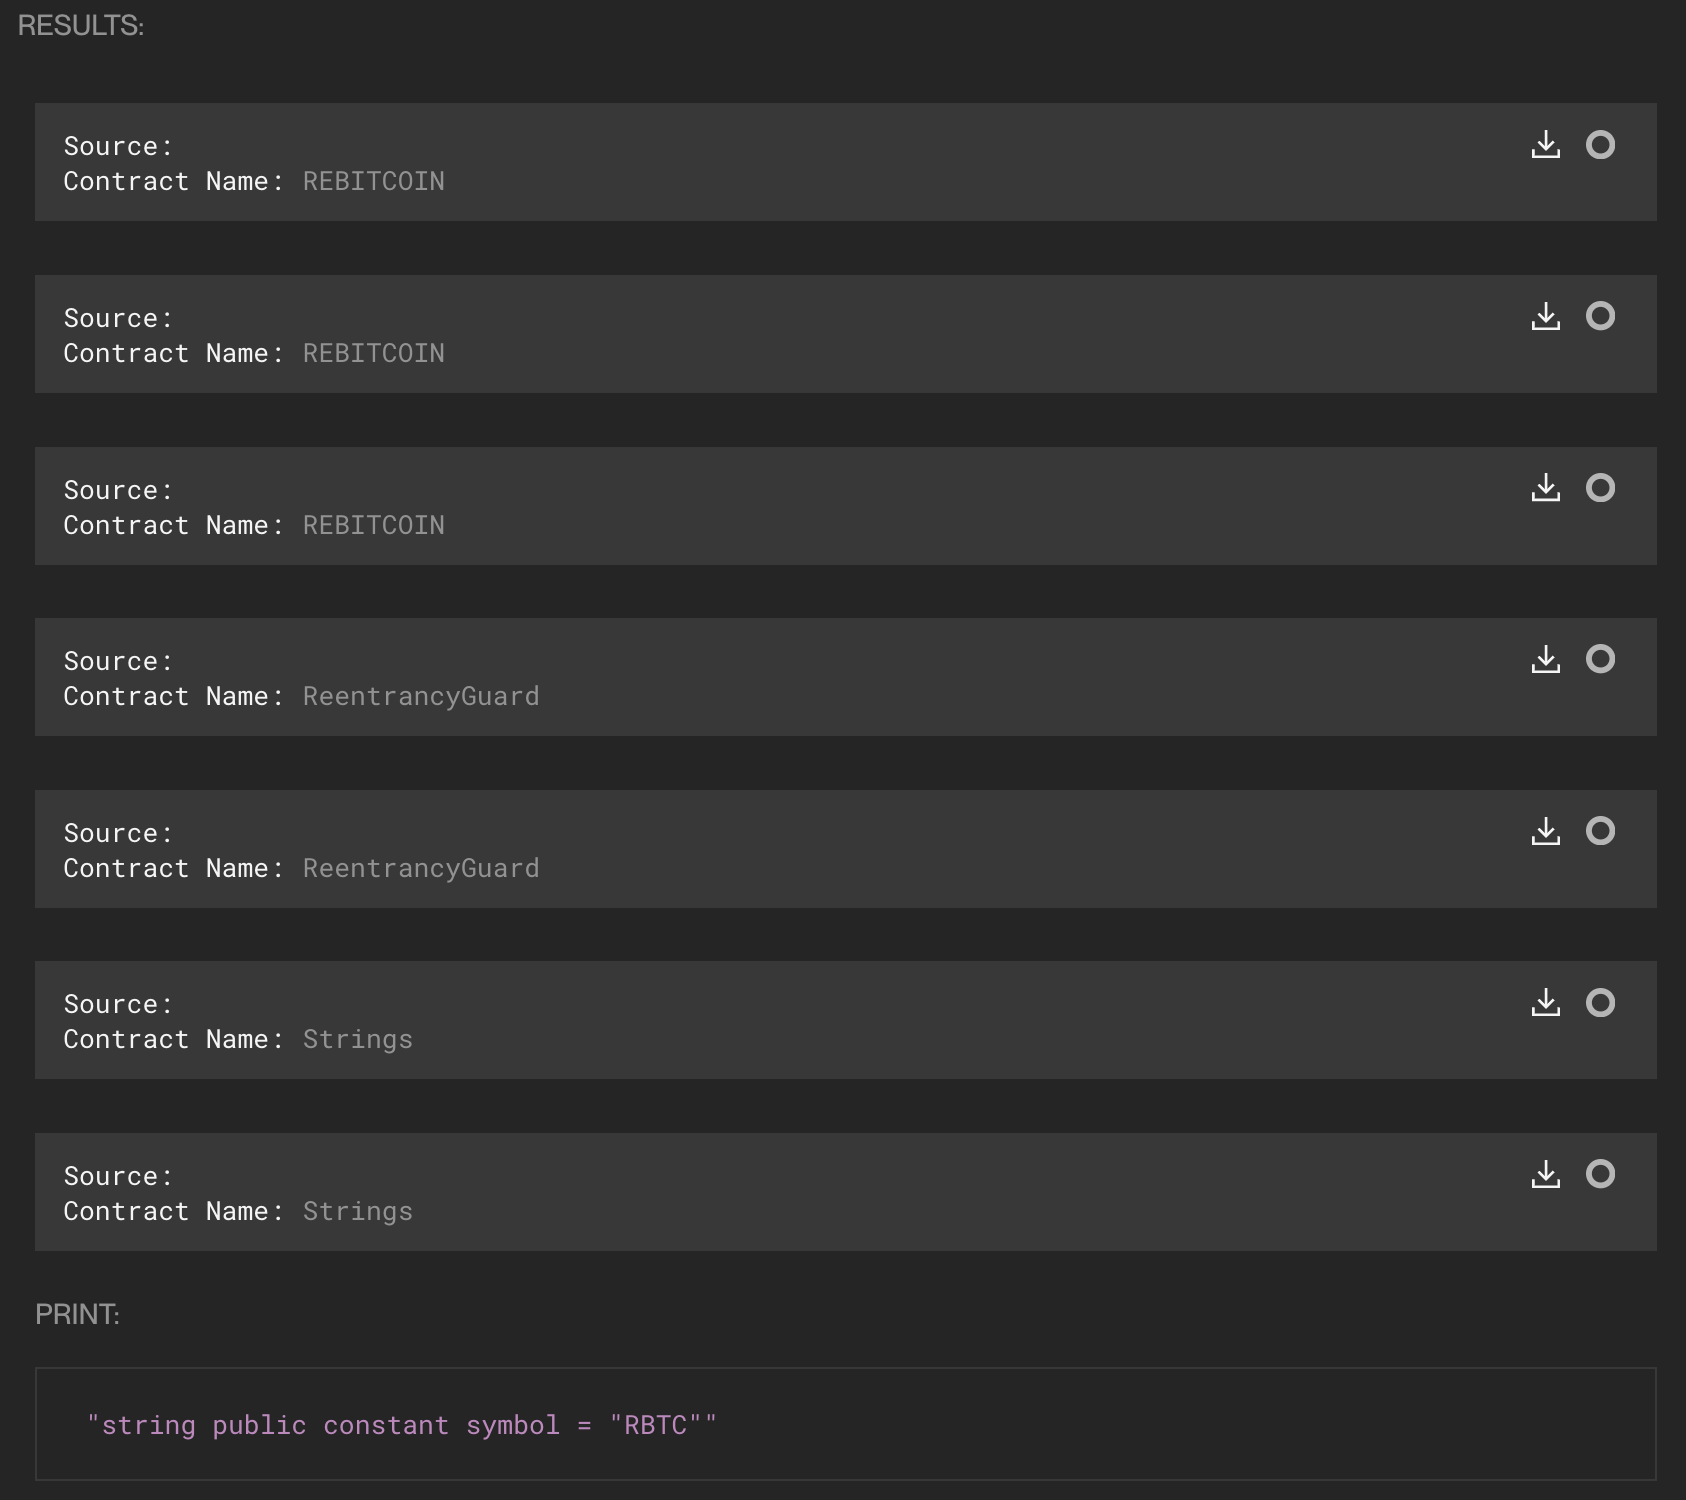 RESULTS:
Source:
Contract Name: REBITCOIN
Source:
Contract Name: REBITCOIN
Source:
Contract Name: REBITCOIN
Source:
Contract Name: ReentrancyGuard
Source:
Contract Name: ReentrancyGuard
Source:
Contract Name: Strings
Source:
Contract Name: Strings
PRINT:
"string public constant symbol = "RBTC""